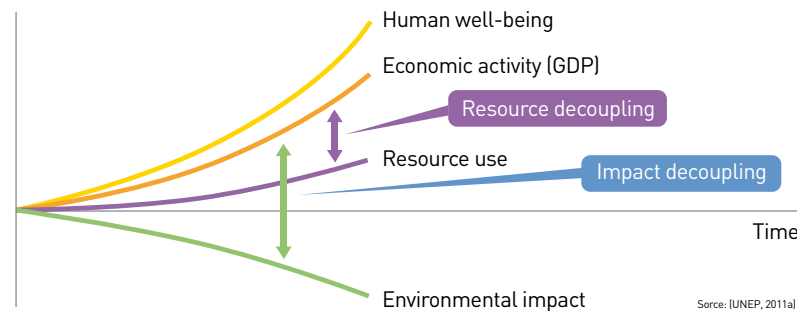 Human well-being
Economic activity (GDP)
Resource decoupling
Resource use
Impact decoupling
Time
Environmental impact
Sorce: (UNEP, 2011a)